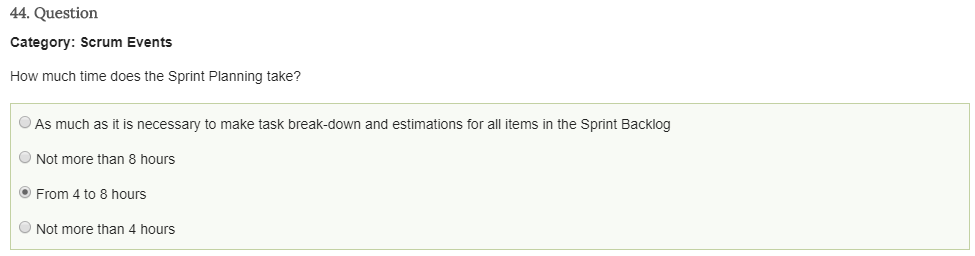 44. Question
Category: Scrum Events
How much time does the Sprint Planning take?
As much as it is necessary to make task break-down and estimations for all items in the Sprint Backlog
Not more than 8 hours
From 4 to 8 hours
Not more than 4 hours